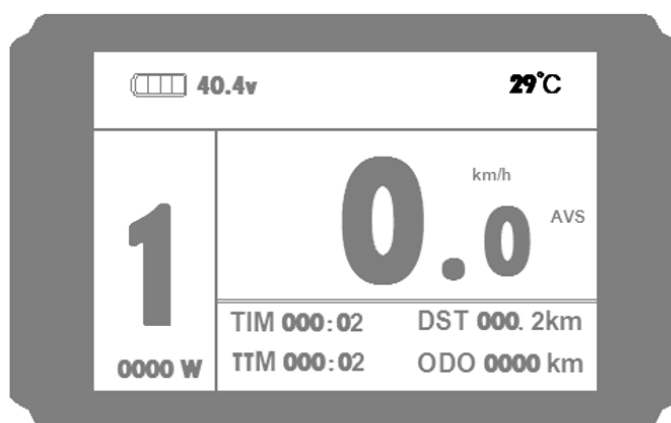 40.4v 29°C
km/h
0.0 AVS
1
TIM 000:02 DST 000. 2km
TTM 000:02 ODO 0000 km
0000 W